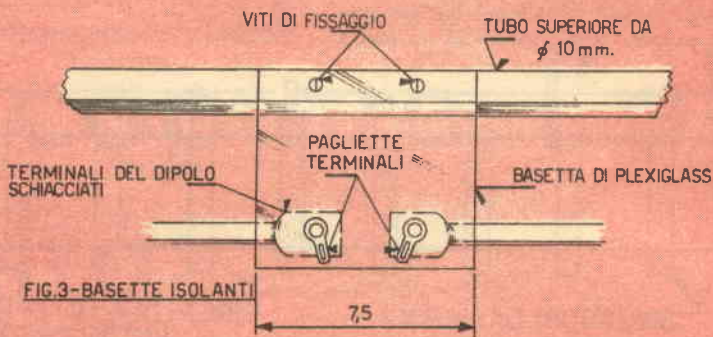 VITI DI FISSAGGIO
TUBO SUPERIORE DA
φ 10 mm.
PAGLIETTE
TERMINALI
TERMINALI DEL DIPOLO
SCHIACCIATI
BASETTA DI PLEXIGLASS
FIG.3-BASETTE ISOLANTI
7,5